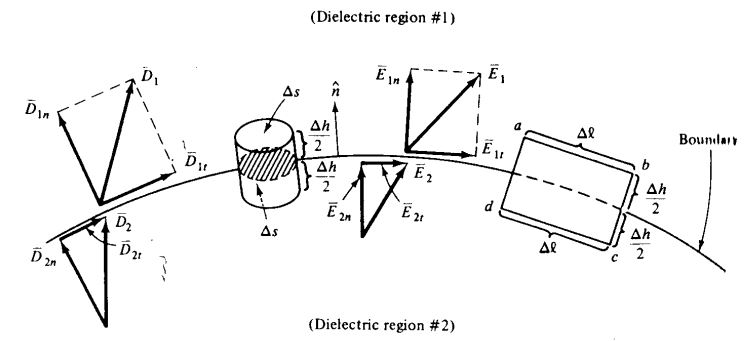 (Dielectric region #1)
D̄₁
D̄₁ₙ
D̄₁ₜ
Δs
Δh/2
Δh/2
Δs
n̂
Ē₁ₙ
Ē₁
Ē₁ₜ
Ē₂
Ē₂ₙ
Ē₂ₜ
a
Δℓ
b
Δh/2
Δh/2
d
Δℓ
c
Boundary
D̄₂
D̄₂ₙ
D̄₂ₜ
(Dielectric region #2)